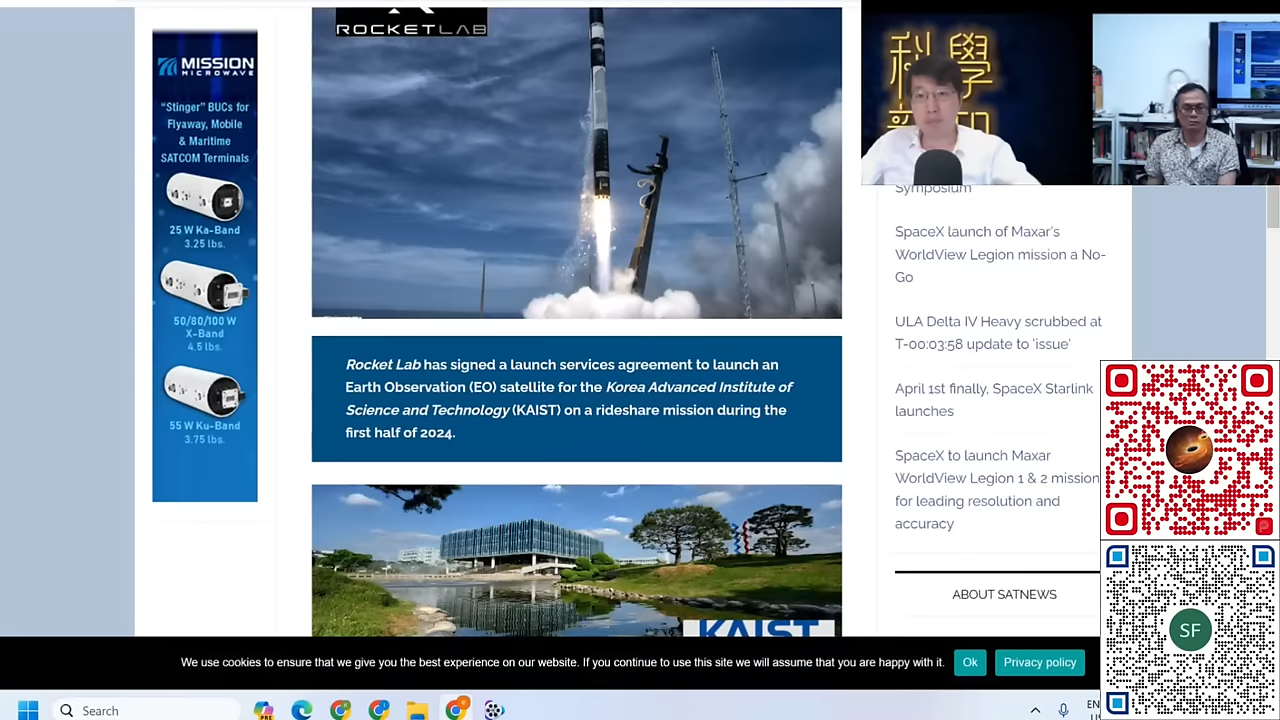 ROCKETLAB
MISSION
MICROWAVE
“Stinger” BUCs for
Flyaway, Mobile
& Maritime
SATCOM Terminals
25 W Ka-Band
3.25 lbs.
50/80/100 W
X-Band
4.5 lbs.
55 W Ku-Band
3.75 lbs.
Rocket Lab has signed a launch services agreement to launch an
Earth Observation (EO) satellite for the Korea Advanced Institute of
Science and Technology (KAIST) on a rideshare mission during the
first half of 2024.
KAIST
科學
Symposium
SpaceX launch of Maxar's
WorldView Legion mission a No-
Go
ULA Delta IV Heavy scrubbed at
T-00:03:58 update to 'issue'
April 1st finally, SpaceX Starlink
launches
SpaceX to launch Maxar
WorldView Legion 1 & 2 mission
for leading resolution and
accuracy
ABOUT SATNEWS
SF
We use cookies to ensure that we give you the best experience on our website. If you continue to use this site we will assume that you are happy with it.
Ok
Privacy policy
Search
EN